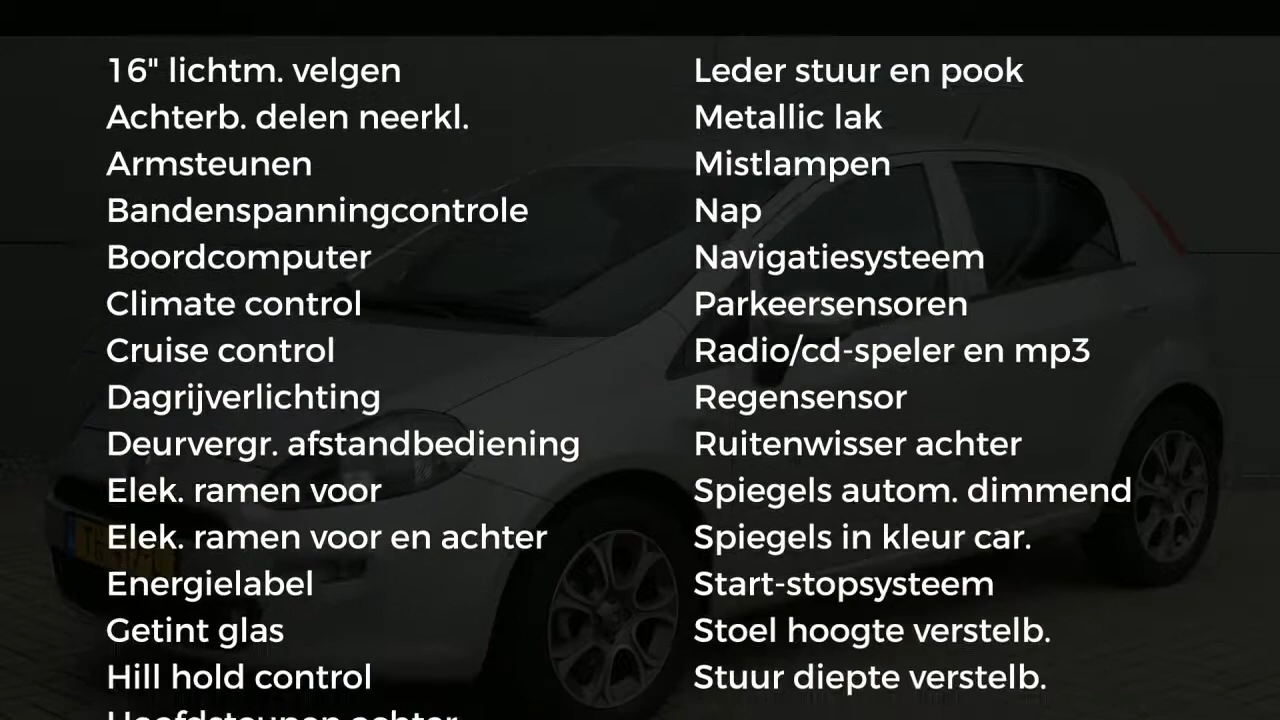 16" lichtm. velgen
Achterb. delen neerkl.
Armsteunen
Bandenspanningcontrole
Boordcomputer
Climate control
Cruise control
Dagrijverlichting
Deurvergr. afstandbediening
Elek. ramen voor
Elek. ramen voor en achter
Energielabel
Getint glas
Hill hold control
Hoofdsteunen achter
Leder stuur en pook
Metallic lak
Mistlampen
Nap
Navigatiesysteem
Parkeersensoren
Radio/cd-speler en mp3
Regensensor
Ruitenwisser achter
Spiegels autom. dimmend
Spiegels in kleur car.
Start-stopsysteem
Stoel hoogte verstelb.
Stuur diepte verstelb.